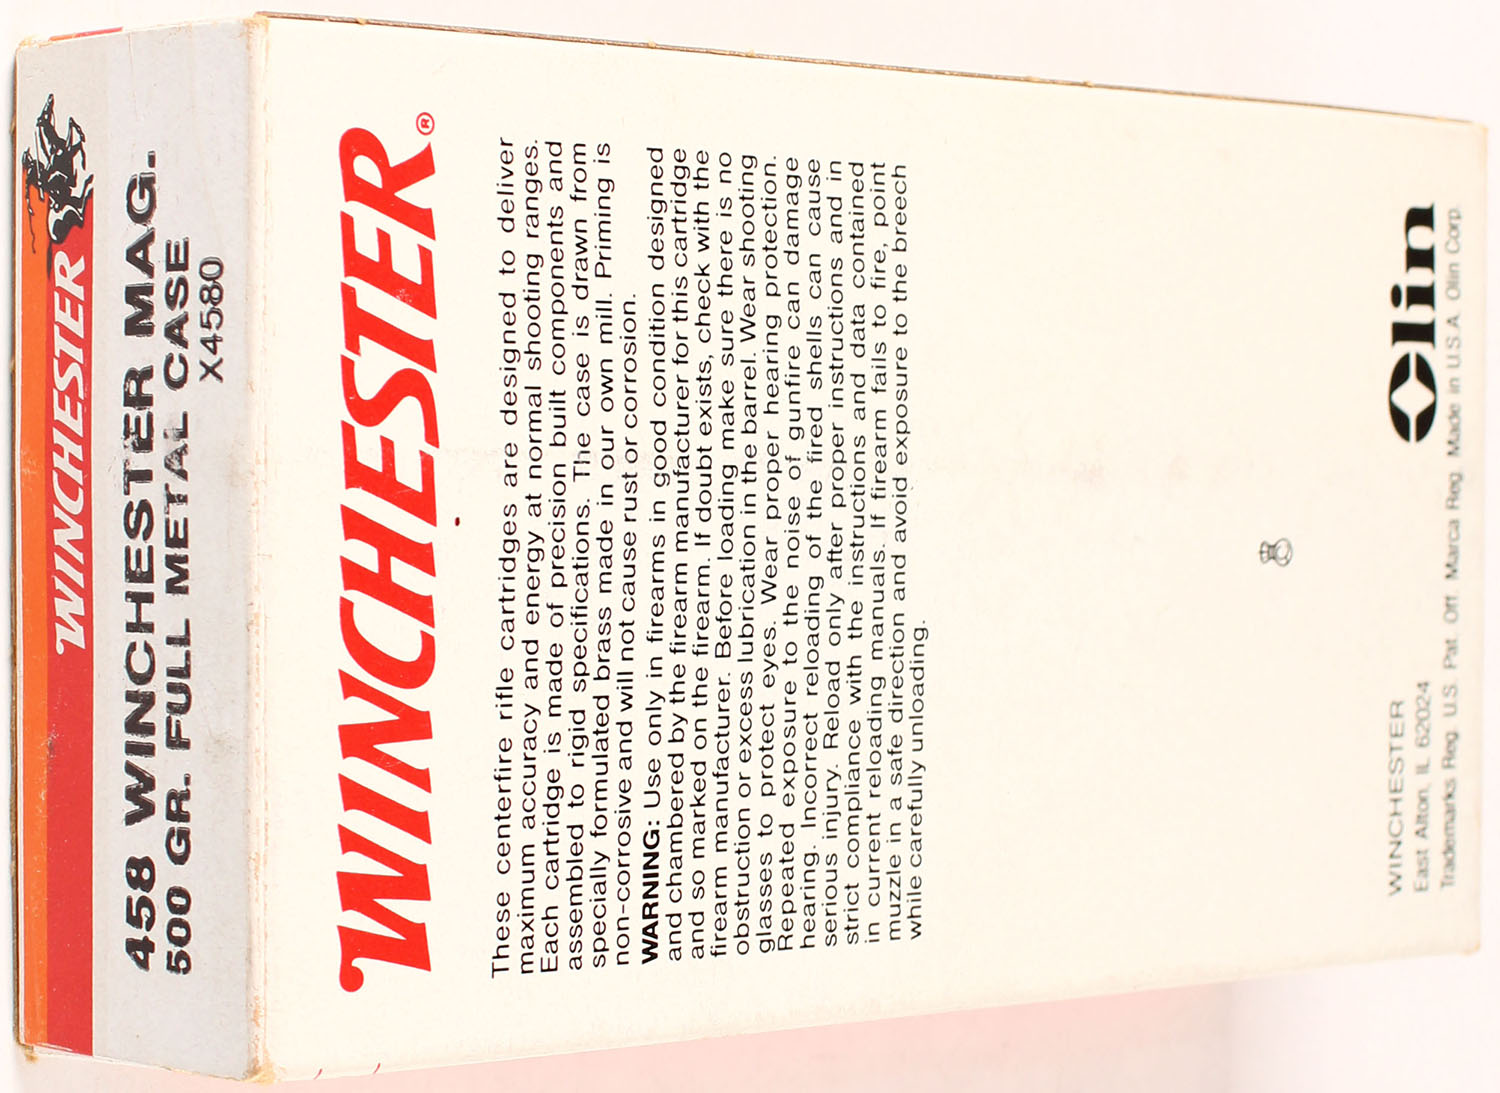 WINCHESTER
458 WINCHESTER MAG.
500 GR. FULL METAL CASE
X4580
WINCHESTER®
These centerfire rifle cartridges are designed to deliver
maximum accuracy and energy at normal shooting ranges.
Each cartridge is made of precision built components and
assembled to rigid specifications. The case is drawn from
specially formulated brass made in our own mill. Priming is
non-corrosive and will not cause rust or corrosion.
WARNING: Use only in firearms in good condition designed
and chambered by the firearm manufacturer for this cartridge
and so marked on the firearm. If doubt exists, check with the
firearm manufacturer. Before loading make sure there is no
obstruction or excess lubrication in the barrel. Wear shooting
glasses to protect eyes. Wear proper hearing protection.
Repeated exposure to the noise of gunfire can damage
hearing. Incorrect reloading of the fired shells can cause
serious injury. Reload only after proper instructions and in
strict compliance with the instructions and data contained
in current reloading manuals. If firearm fails to fire, point
muzzle in a safe direction and avoid exposure to the breech
while carefully unloading.
Olin
WINCHESTER
East Alton, IL 62024
Trademarks Reg. U.S. Pat. Off. Marca Reg. Made in U.S.A. Olin Corp.